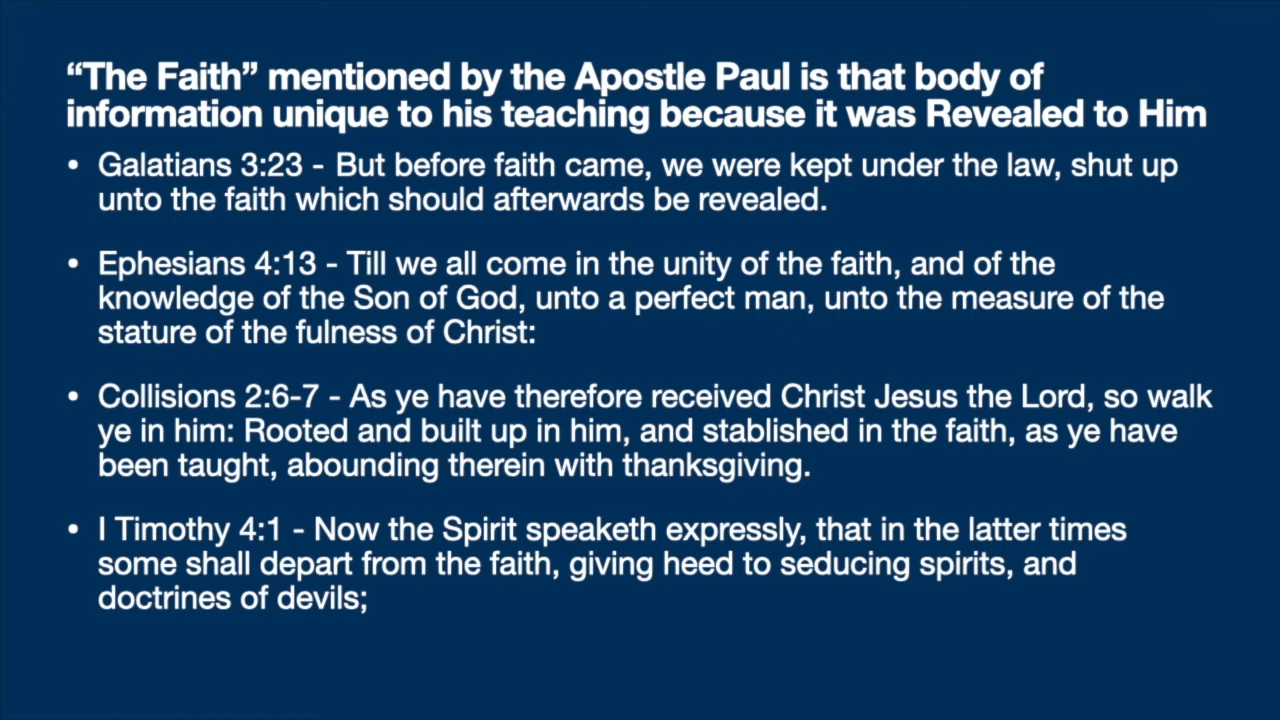 “The Faith” mentioned by the Apostle Paul is that body of
information unique to his teaching because it was Revealed to Him
• Galatians 3:23 - But before faith came, we were kept under the law, shut up
unto the faith which should afterwards be revealed.
• Ephesians 4:13 - Till we all come in the unity of the faith, and of the
knowledge of the Son of God, unto a perfect man, unto the measure of the
stature of the fulness of Christ:
• Collisions 2:6-7 - As ye have therefore received Christ Jesus the Lord, so walk
ye in him: Rooted and built up in him, and stablished in the faith, as ye have
been taught, abounding therein with thanksgiving.
• I Timothy 4:1 - Now the Spirit speaketh expressly, that in the latter times
some shall depart from the faith, giving heed to seducing spirits, and
doctrines of devils;